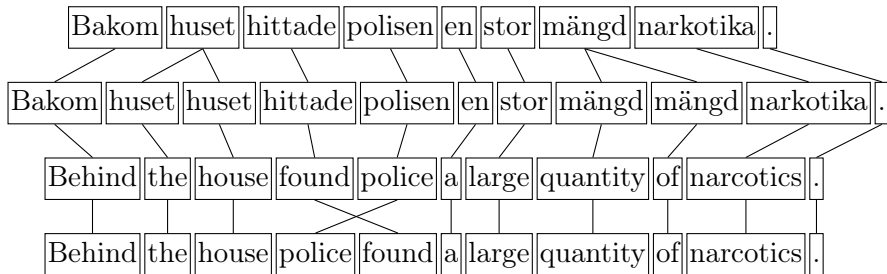 Bakom huset hittade polisen en stor mängd narkotika .
Bakom huset huset hittade polisen en stor mängd mängd narkotika .
Behind the house found police a large quantity of narcotics .
Behind the house police found a large quantity of narcotics .